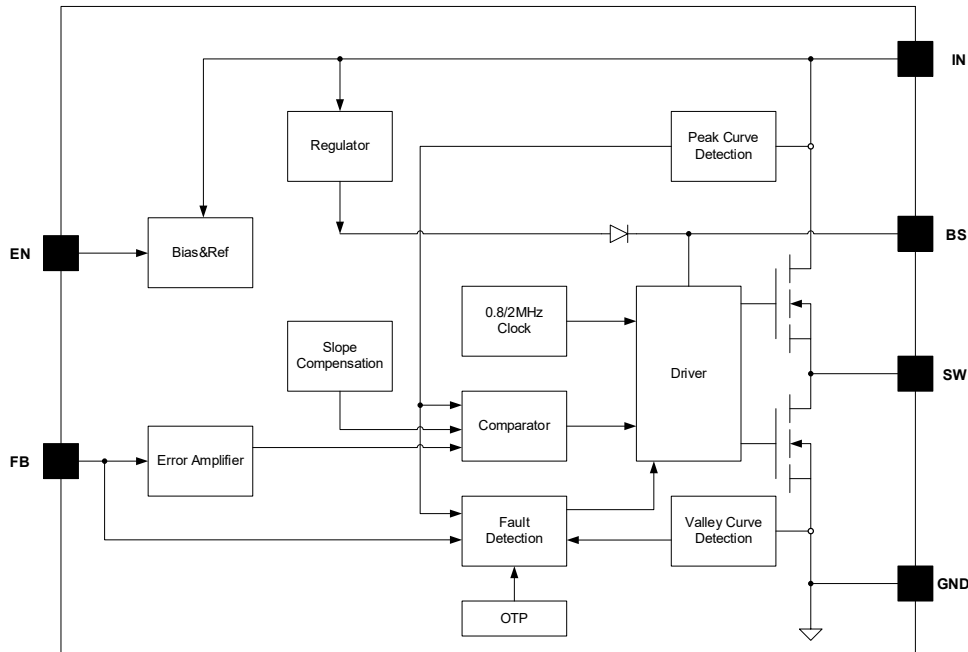 IN
Peak Curve
Detection
Regulator
EN
Bias&Ref
BS
0.8/2MHz
Clock
Slope
Compensation
Driver
SW
Comparator
FB
Error Amplifier
Fault
Detection
Valley Curve
Detection
GND
OTP